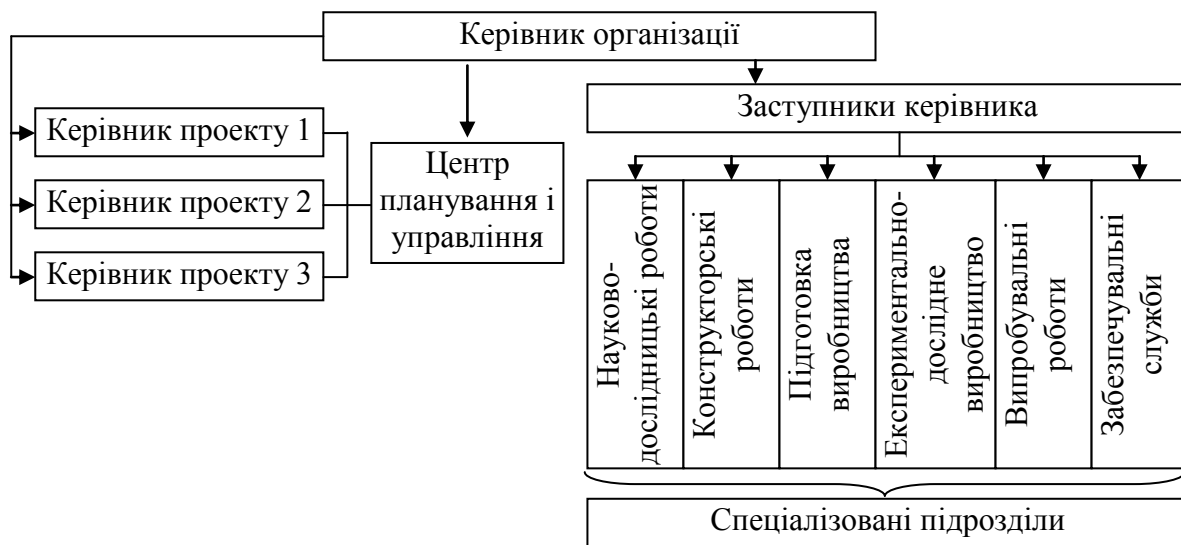 Керівник організації
Заступники керівника
Керівник проекту 1
Керівник проекту 2
Керівник проекту 3
Центр
планування і
управління
Науково-
дослідницькі роботи
Конструкторські
роботи
Підготовка
виробництва
Експериментально-
дослідне
виробництво
Випробувальні
роботи
Забезпечувальні
служби
Спеціалізовані підрозділи